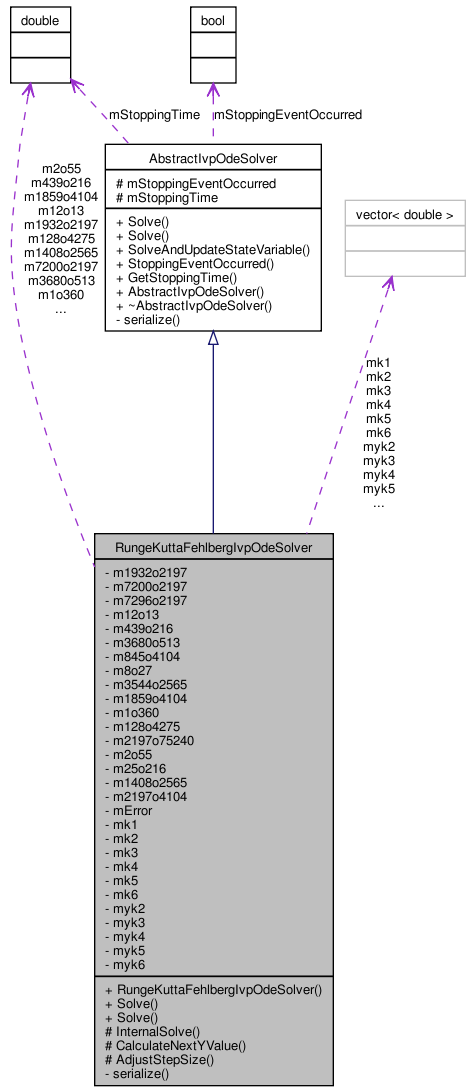 double
bool
mStoppingTime
mStoppingEventOccurred
AbstractIvpOdeSolver
# mStoppingEventOccurred
# mStoppingTime
+ Solve()
+ Solve()
+ SolveAndUpdateStateVariable()
+ StoppingEventOccurred()
+ GetStoppingTime()
+ AbstractIvpOdeSolver()
+ ~AbstractIvpOdeSolver()
- serialize()
m2o55
m439o216
m1859o4104
m12o13
m1932o2197
m128o4275
m1408o2565
m7200o2197
m3680o513
m1o360
...
vector< double >
mk1
mk2
mk3
mk4
mk5
mk6
myk2
myk3
myk4
myk5
...
RungeKuttaFehlbergIvpOdeSolver
- m1932o2197
- m7200o2197
- m7296o2197
- m12o13
- m439o216
- m3680o513
- m845o4104
- m8o27
- m3544o2565
- m1859o4104
- m1o360
- m128o4275
- m2197o75240
- m2o55
- m25o216
- m1408o2565
- m2197o4104
- mError
- mk1
- mk2
- mk3
- mk4
- mk5
- mk6
- myk2
- myk3
- myk4
- myk5
- myk6
+ RungeKuttaFehlbergIvpOdeSolver()
+ Solve()
+ Solve()
# InternalSolve()
# CalculateNextYValue()
# AdjustStepSize()
- serialize()